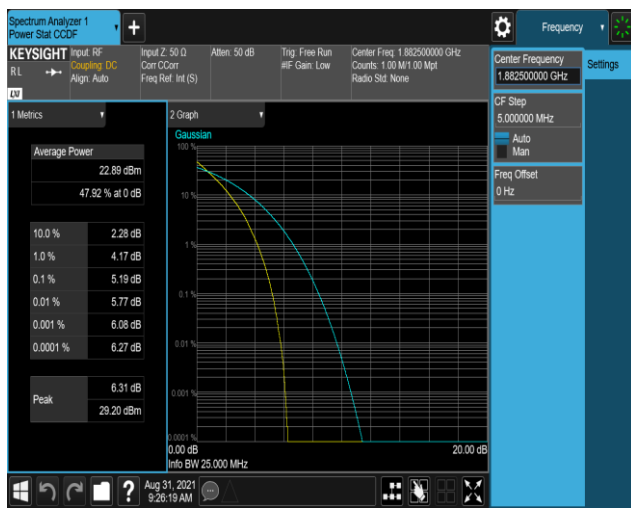 Spectrum Analyzer 1
Power Stat CCDF
+
Frequency
KEYSIGHT
RL
LXI
Input: RF
Coupling: DC
Align: Auto
Input Z: 50 Ω
Corr CCorr
Freq Ref: Int (S)
Atten: 50 dB
Trig: Free Run
#IF Gain: Low
Center Freq: 1.882500000 GHz
Counts: 1.00 M/1.00 Mpt
Radio Std: None
Center Frequency
1.882500000 GHz
Settings
CF Step
5.000000 MHz
Auto
Man
Freq Offset
0 Hz
1 Metrics
Average Power
22.89 dBm
47.92 % at 0 dB
10.0 % 2.28 dB
1.0 % 4.17 dB
0.1 % 5.19 dB
0.01 % 5.77 dB
0.001 % 6.08 dB
0.0001 % 6.27 dB
Peak
6.31 dB
29.20 dBm
2 Graph
Gaussian
100 %
10 %
1 %
0.1 %
0.01 %
0.001 %
0.0001 %
0.00 dB 20.00 dB
Info BW 25.000 MHz
?
Aug 31, 2021
9:26:19 AM